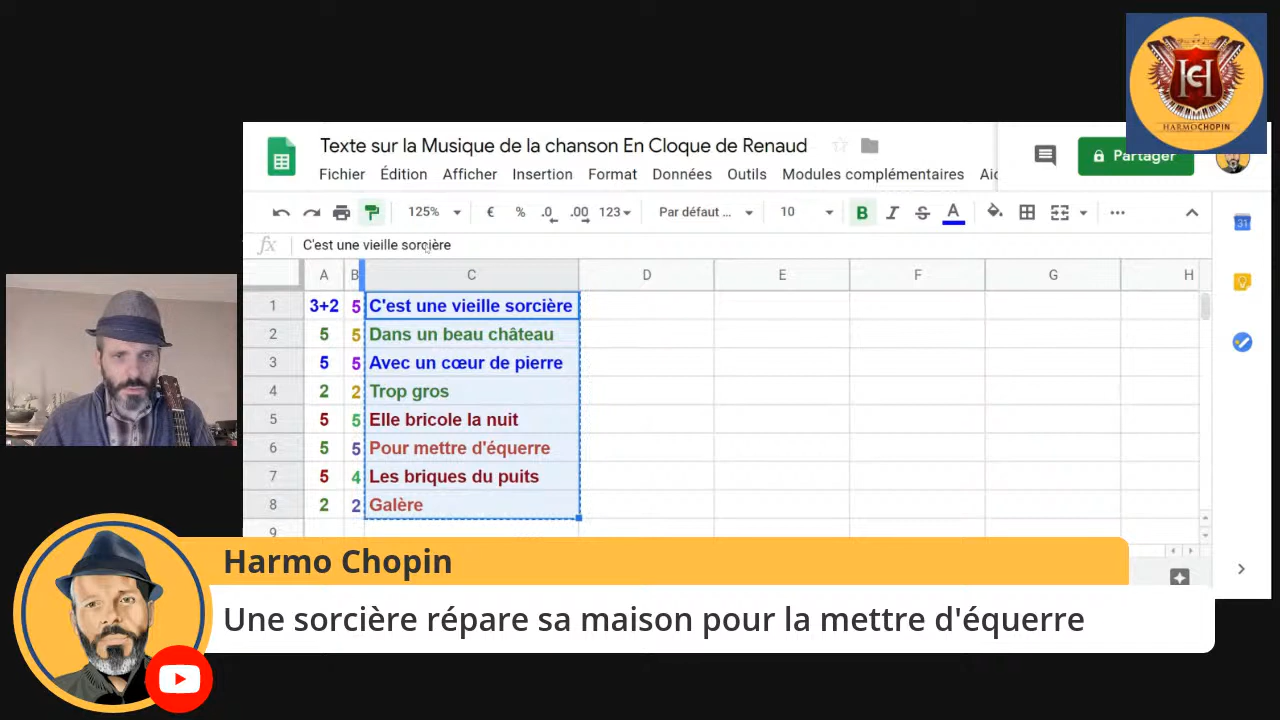 HC
HARMOCHOPIN
Texte sur la Musique de la chanson En Cloque de Renaud
Partager
Fichier Édition Affichage Insertion Format Données Outils Modules complémentaires
125% € % .0 .00 123 Par défaut ... 10 B I S A ...
31
fx C'est une vieille sorcière
A B C D E F G H
1 3+2 5 C'est une vieille sorcière
2 5 5 Dans un beau château
3 5 5 Avec un cœur de pierre
4 2 2 Trop gros
5 5 5 Elle bricole la nuit
6 5 5 Pour mettre d'équerre
7 5 4 Les briques du puits
8 2 2 Galère
9
Harmo Chopin
Une sorcière répare sa maison pour la mettre d'équerre